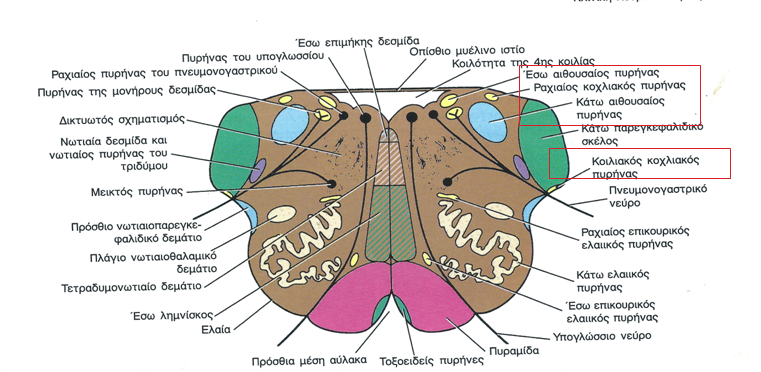 Έσω επιμήκης δεσμίδα
Οπίσθιο μυέλινο ιστίο
Πυρήνας του υπογλωσσίου
Κοιλότητα της 4ης κοιλίας
Ραχιαίος πυρήνας του πνευμονογαστρικού
Έσω αιθουσαίος πυρήνας
Πυρήνας της μονήρους δεσμίδας
Ραχιαίος κοχλιακός πυρήνας
Κάτω αιθουσαίος
πυρήνας
Δικτυωτός σχηματισμός
Κάτω παρεγκεφαλιδικό
σκέλος
Νωτιαία δεσμίδα και
νωτιαίος πυρήνας του
τριδύμου
Κοιλιακός κοχλιακός
πυρήνας
Μεικτός πυρήνας
Πνευμονογαστρικό
νεύρο
Πρόσθιο νωτιαιοπαρεγκε-
φαλιδικό δεμάτιο
Ραχιαίος επικουρικός
ελαιικός πυρήνας
Πλάγιο νωτιαιοθαλαμικό
δεμάτιο
Κάτω ελαιικός
πυρήνας
Τετραδυμονωτιαίο δεμάτιο
Έσω επικουρικός
ελαιικός πυρήνας
Έσω λημνίσκος
Ελαία
Υπογλώσσιο νεύρο
Πυραμίδα
Πρόσθια μέση αύλακα
Τοξοειδείς πυρήνες